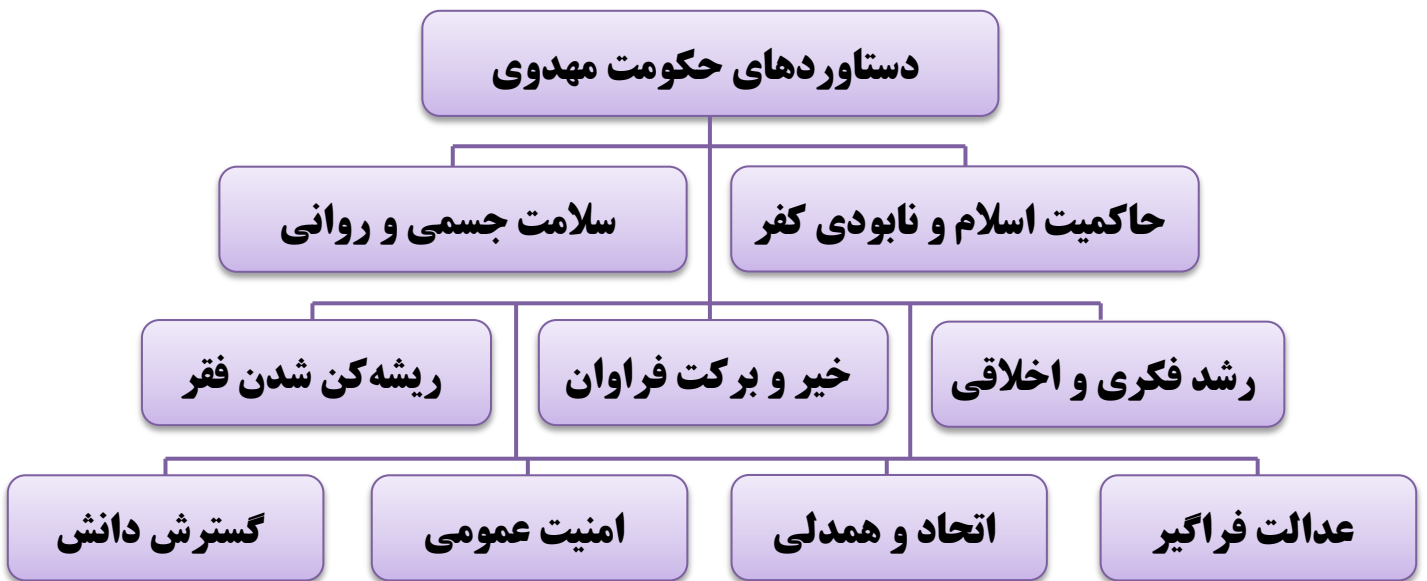 دستاوردهای حکومت مهدوی
حاکمیت اسلام و نابودی کفر
سلامت جسمی و روانی
رشد فکری و اخلاقی
خیر و برکت فراوان
ریشه‌کن شدن فقر
عدالت فراگیر
اتحاد و همدلی
امنیت عمومی
گسترش دانش